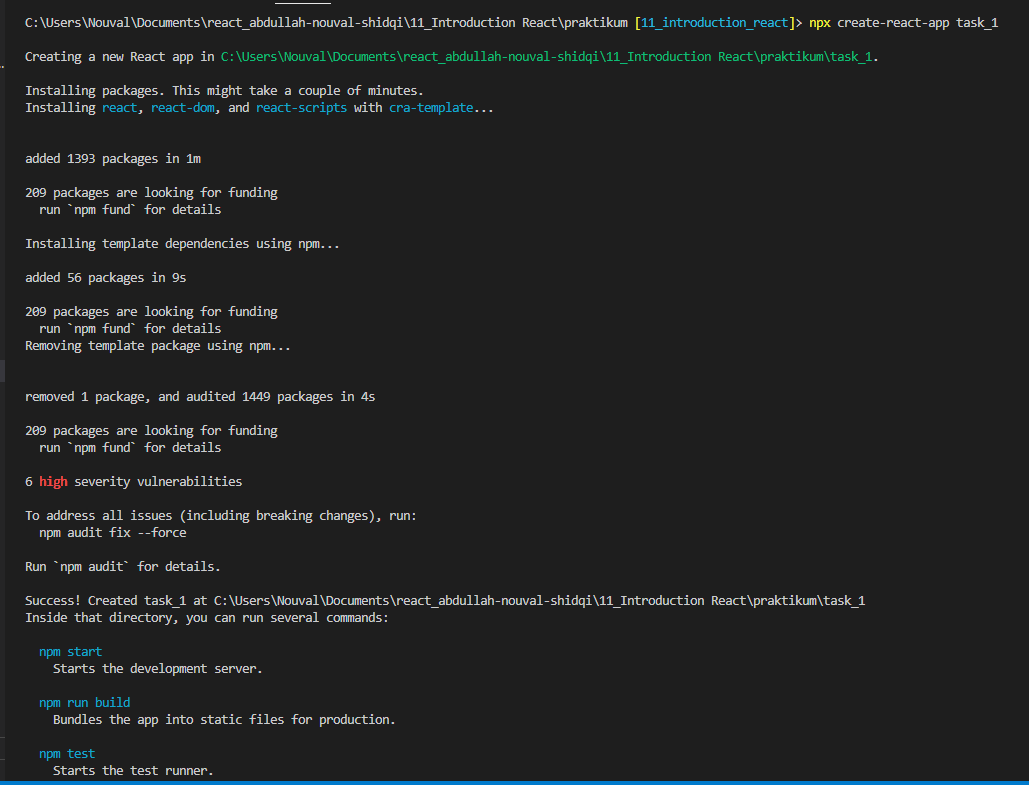 C:\Users\Nouval\Documents\react_abdullah-nouval-shidqi\11_Introduction React\praktikum [11_introduction_react]> npx create-react-app task_1
Creating a new React app in C:\Users\Nouval\Documents\react_abdullah-nouval-shidqi\11_Introduction React\praktikum\task_1.
Installing packages. This might take a couple of minutes.
Installing react, react-dom, and react-scripts with cra-template...
added 1393 packages in 1m
209 packages are looking for funding
run `npm fund` for details
Installing template dependencies using npm...
added 56 packages in 9s
209 packages are looking for funding
run `npm fund` for details
Removing template package using npm...
removed 1 package, and audited 1449 packages in 4s
209 packages are looking for funding
run `npm fund` for details
6 high severity vulnerabilities
To address all issues (including breaking changes), run:
npm audit fix --force
Run `npm audit` for details.
Success! Created task_1 at C:\Users\Nouval\Documents\react_abdullah-nouval-shidqi\11_Introduction React\praktikum\task_1
Inside that directory, you can run several commands:
npm start
Starts the development server.
npm run build
Bundles the app into static files for production.
npm test
Starts the test runner.